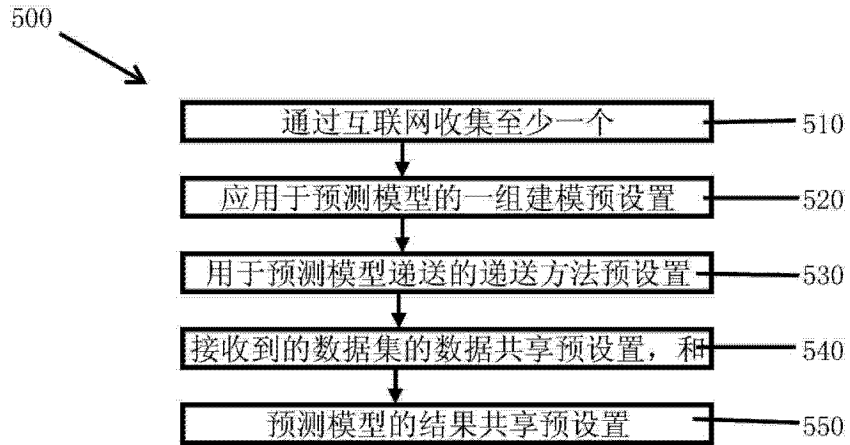 500
通过互联网收集至少一个
510
应用于预测模型的一组建模预设置
520
用于预测模型递送的递送方法预设置
530
接收到的数据集的数据共享预设置，和
540
预测模型的结果共享预设置
550